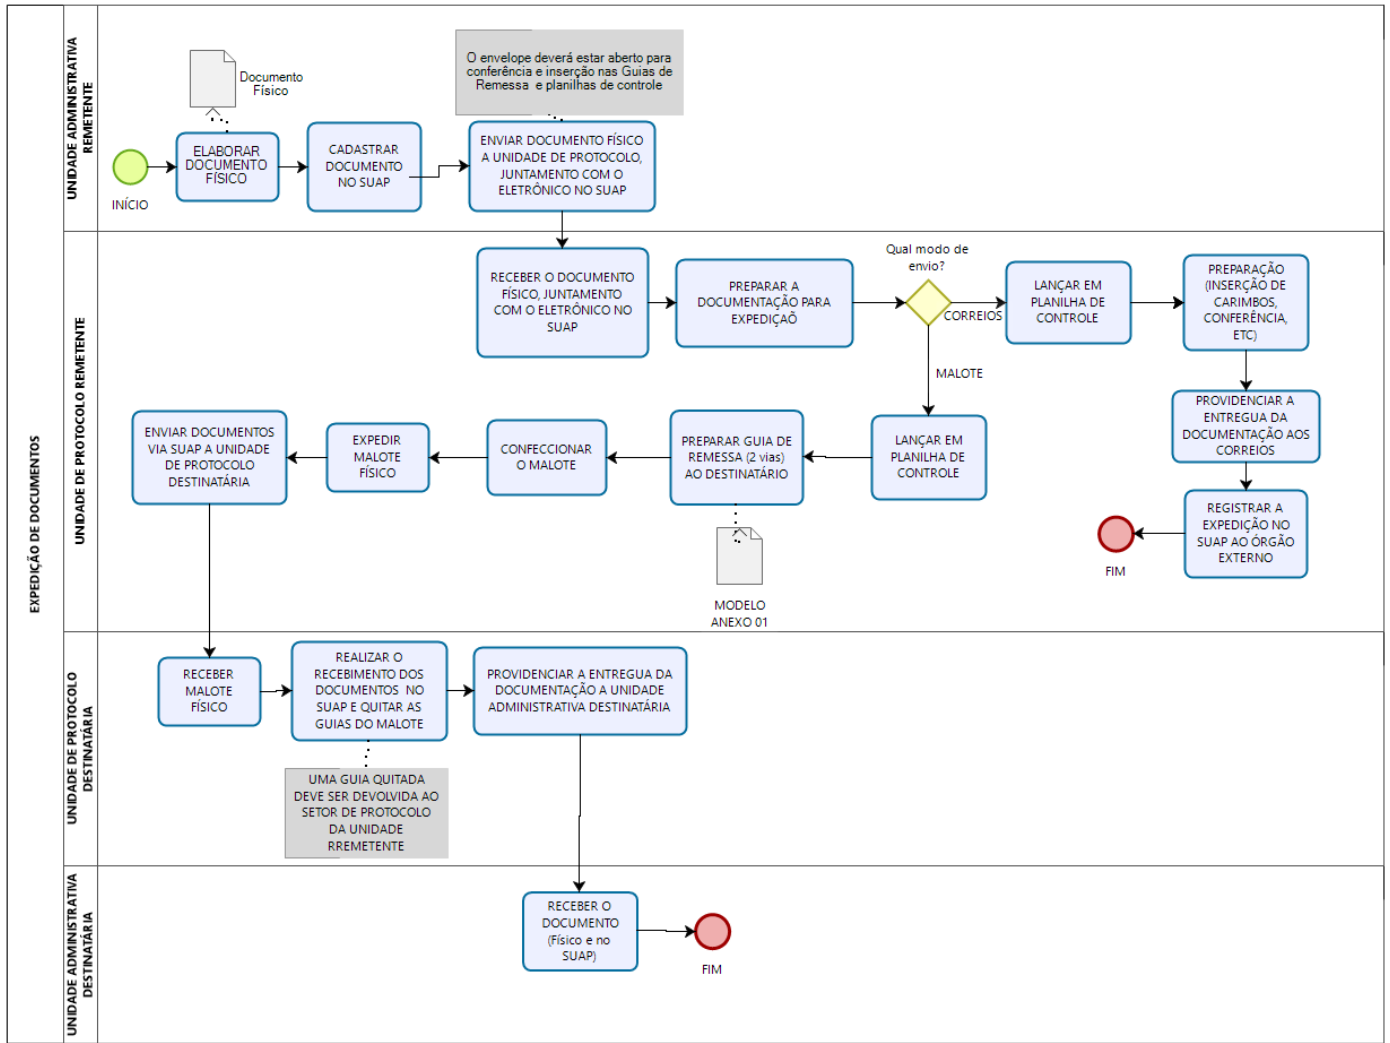 EXPEDIÇÃO DE DOCUMENTOS
UNIDADE ADMINISTRATIVA
REMETENTE
Documento
Físico
O envelope deverá estar aberto para
conferência e inserção nas Guias de
Remessa e planilhas de controle
INÍCIO
ELABORAR
DOCUMENTO
FÍSICO
CADASTRAR
DOCUMENTO
NO SUAP
ENVIAR DOCUMENTO FÍSICO
A UNIDADE DE PROTOCOLO,
JUNTAMENTO COM O
ELETRÔNICO NO SUAP
UNIDADE DE PROTOCOLO REMETENTE
RECEBER O DOCUMENTO
FÍSICO, JUNTAMENTO
COM O ELETRÔNICO NO
SUAP
PREPARAR A
DOCUMENTAÇÃO PARA
EXPEDIÇAÕ
Qual modo de
envio?
CORREIOS
MALOTE
LANÇAR EM
PLANILHA DE
CONTROLE
PREPARAÇÃO
(INSERÇÃO DE
CARIMBOS,
CONFERÊNCIA,
ETC)
PROVIDENCIAR A
ENTREGUA DA
DOCUMENTAÇÃO AOS
CORREIOS
REGISTRAR A
EXPEDIÇÃO NO
SUAP AO ÓRGÃO
EXTERNO
FIM
LANÇAR EM
PLANILHA DE
CONTROLE
PREPARAR GUIA DE
REMESSA (2 vias)
AO DESTINATÁRIO
MODELO
ANEXO 01
CONFECCIONAR
O MALOTE
EXPEDIR
MALOTE
FÍSICO
ENVIAR DOCUMENTOS
VIA SUAP A UNIDADE
DE PROTOCOLO
DESTINATÁRIA
UNIDADE DE PROTOCOLO
DESTINATÁRIA
RECEBER
MALOTE
FÍSICO
REALIZAR O
RECEBIMENTO DOS
DOCUMENTOS NO
SUAP E QUITAR AS
GUIAS DO MALOTE
UMA GUIA QUITADA
DEVE SER DEVOLVIDA AO
SETOR DE PROTOCOLO
DA UNIDADE
RREMETENTE
PROVIDENCIAR A ENTREGUA DA
DOCUMENTAÇÃO A UNIDADE
ADMINISTRATIVA DESTINATÁRIA
UNIDADE ADMINISTRATIVA
DESTINATÁRIA
RECEBER O
DOCUMENTO
(Físico e no
SUAP)
FIM